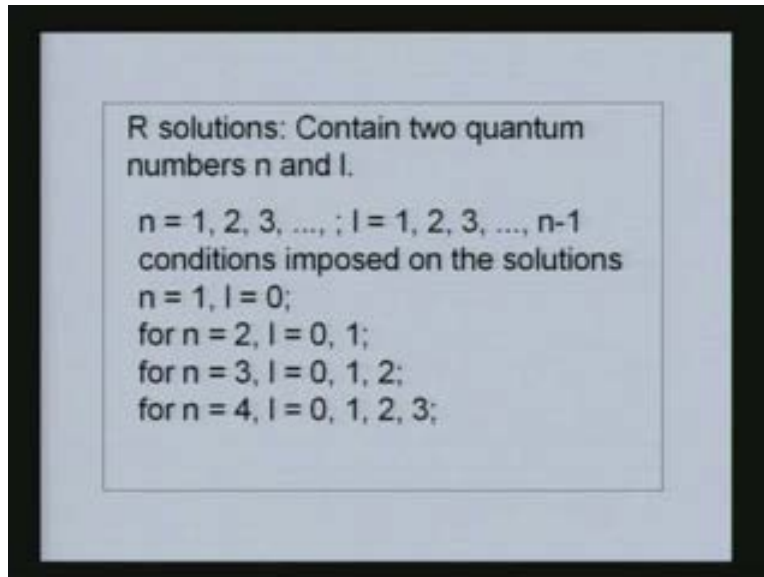 R solutions: Contain two quantum
numbers n and l.
n = 1, 2, 3, ..., ; l = 1, 2, 3, ..., n-1
conditions imposed on the solutions
n = 1, l = 0;
for n = 2, l = 0, 1;
for n = 3, l = 0, 1, 2;
for n = 4, l = 0, 1, 2, 3;